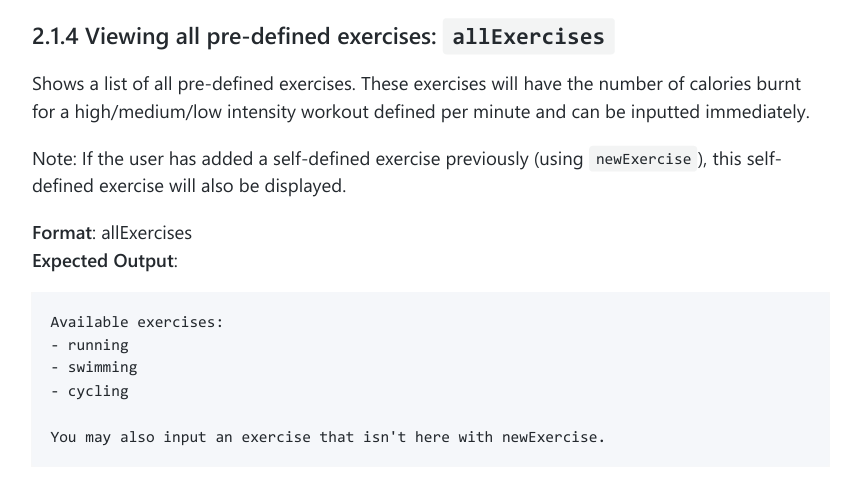 2.1.4 Viewing all pre-defined exercises: allExercises
Shows a list of all pre-defined exercises. These exercises will have the number of calories burnt
for a high/medium/low intensity workout defined per minute and can be inputted immediately.
Note: If the user has added a self-defined exercise previously (using newExercise), this self-
defined exercise will also be displayed.
Format: allExercises
Expected Output:
Available exercises:
- running
- swimming
- cycling
You may also input an exercise that isn't here with newExercise.